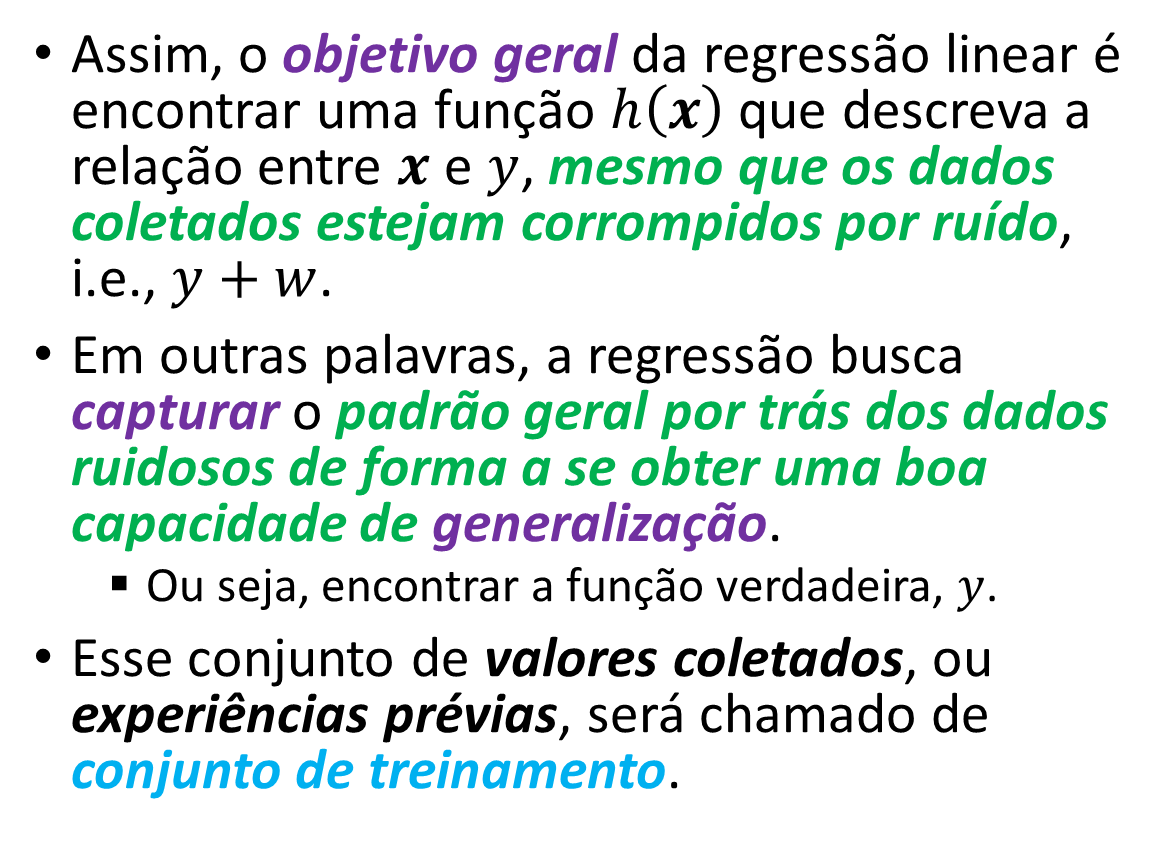 • Assim, o objetivo geral da regressão linear é
encontrar uma função h(x) que descreva a
relação entre x e y, mesmo que os dados
coletados estejam corrompidos por ruído,
i.e., y + w.
• Em outras palavras, a regressão busca
capturar o padrão geral por trás dos dados
ruidosos de forma a se obter uma boa
capacidade de generalização.
▪ Ou seja, encontrar a função verdadeira, y.
• Esse conjunto de valores coletados, ou
experiências prévias, será chamado de
conjunto de treinamento.